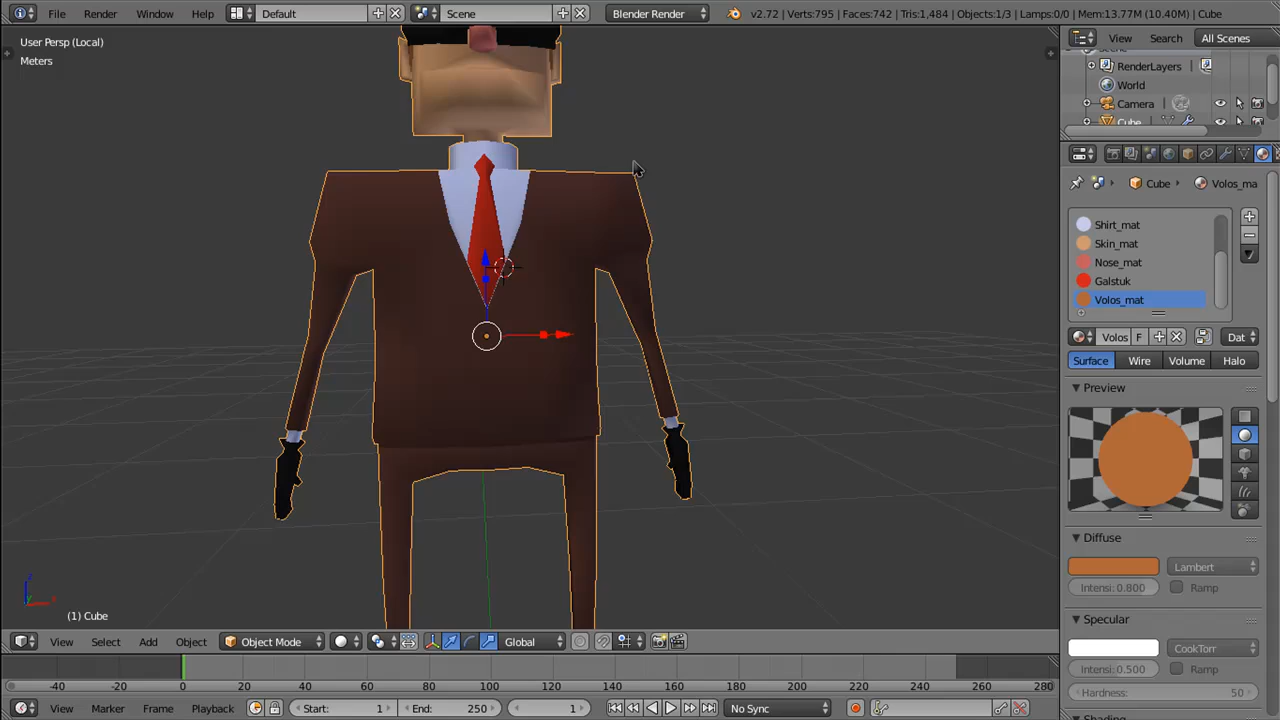 File Render Window Help Default Scene Blender Render v2.72 | Verts:795 | Faces:742 | Tris:1,484 | Objects:1/3 | Lamps:0/0 | Mem:13.77M (10.40M) | Cube
User Persp (Local)
Meters
View Search All Scenes
RenderLayers
World
Camera
Cube
Cube Volos_ma
Shirt_mat
Skin_mat
Nose_mat
Galstuk
Volos_mat
Volos F Dat
Surface Wire Volume Halo
Preview
Diffuse
Lambert
Intensi: 0.800 Ramp
Specular
CookTorr
Intensi: 0.500 Ramp
Hardness: 50
Shading
(1) Cube
View Select Add Object Object Mode Global
-40 -20 0 20 40 60 80 100 120 140 160 180 200 220 240 260 280
View Marker Frame Playback Start: 1 End: 250 1 No Sync